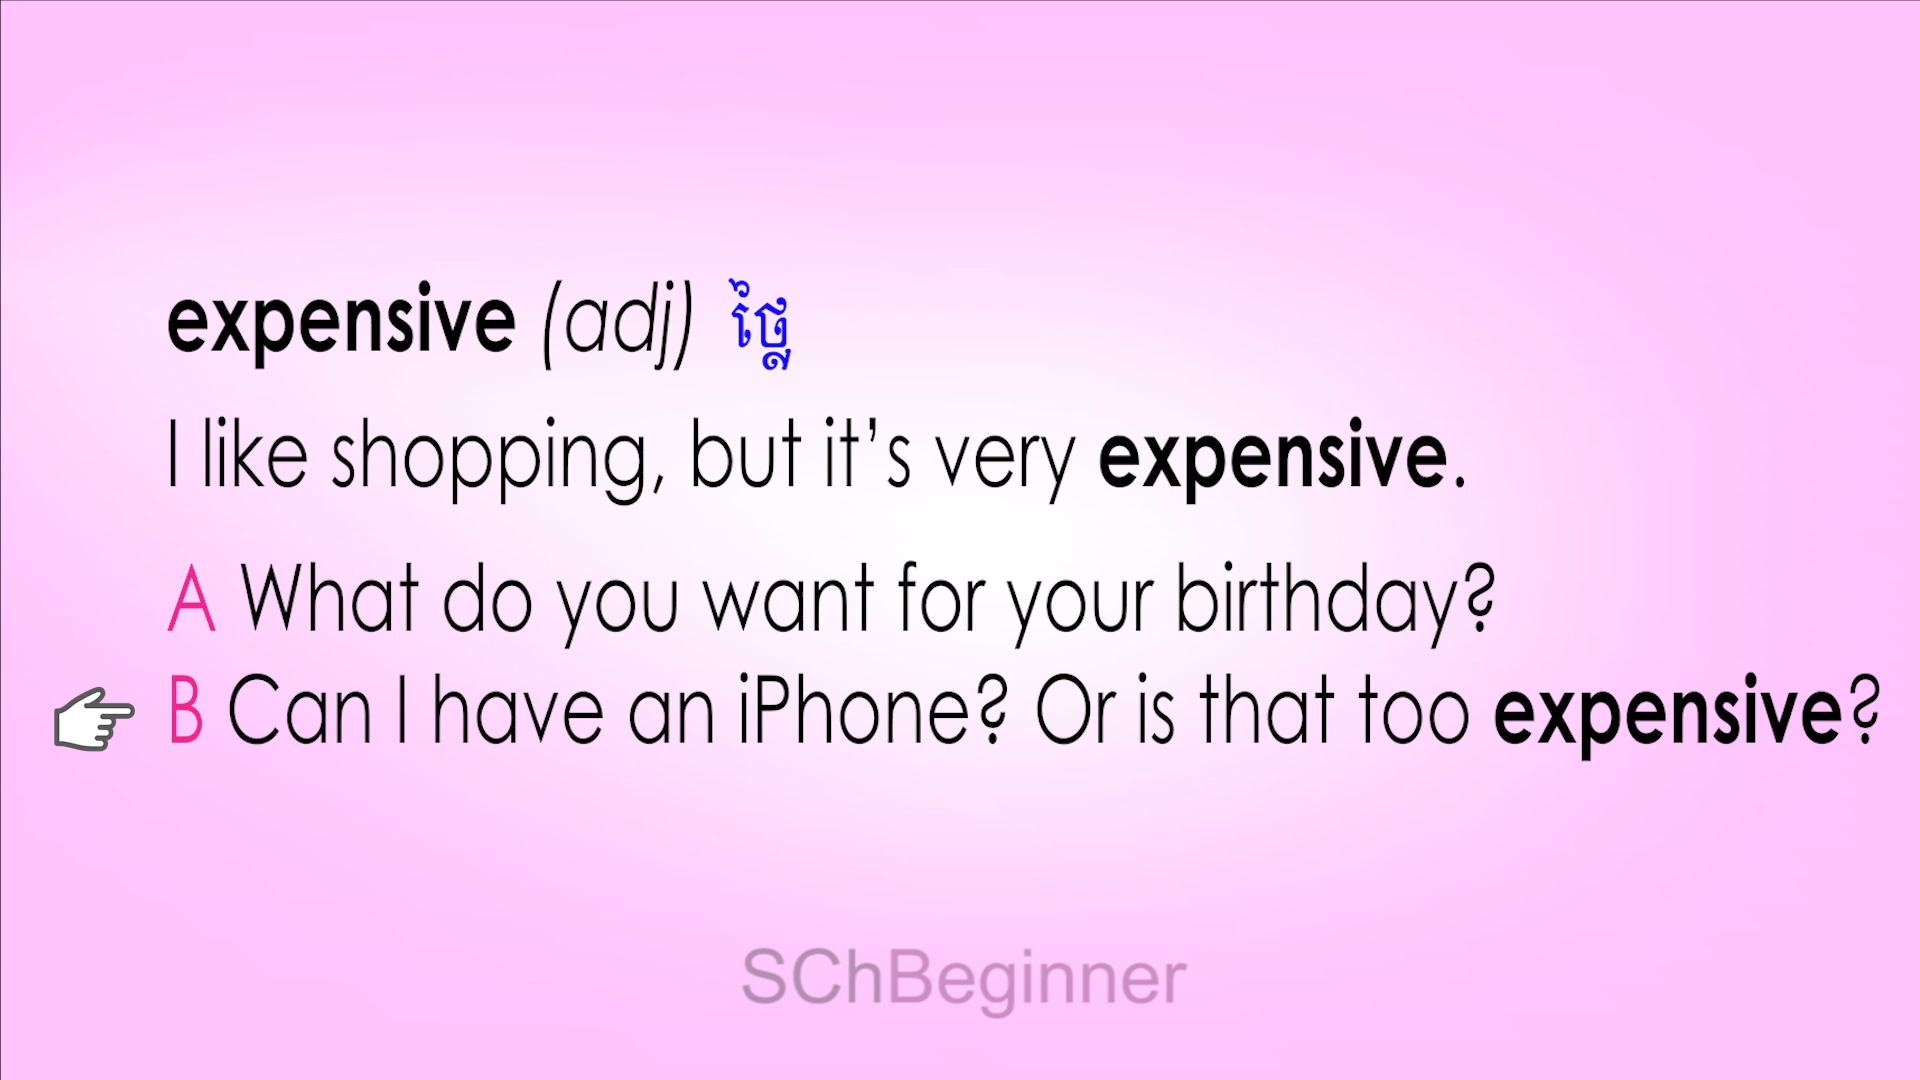 expensive (adj) ថ្លៃ
I like shopping, but it’s very expensive.
A What do you want for your birthday?
B Can I have an iPhone? Or is that too expensive?
SChBeginner